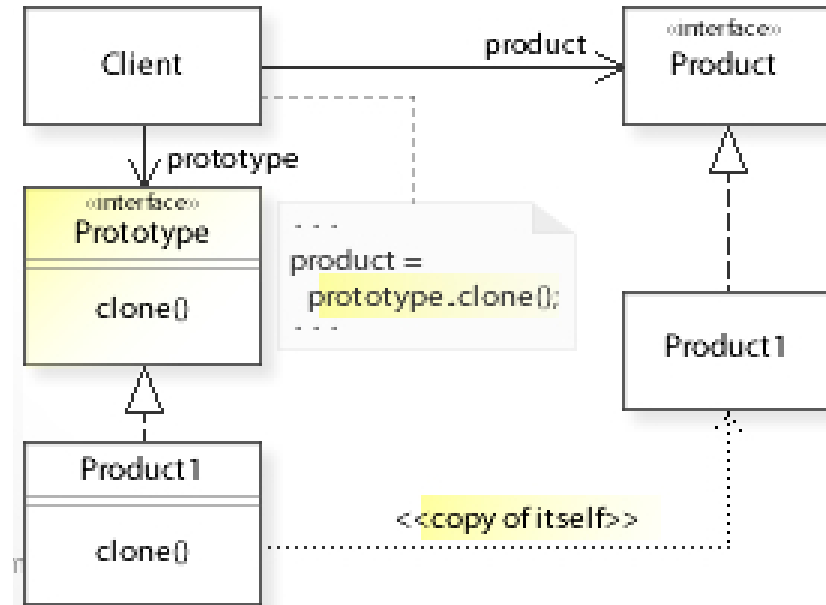 Client
product
«interface»
Product
prototype
«interface»
Prototype
clone()
- - -
product =
prototype.clone();
- - -
Product1
Product1
clone()
<<copy of itself>>